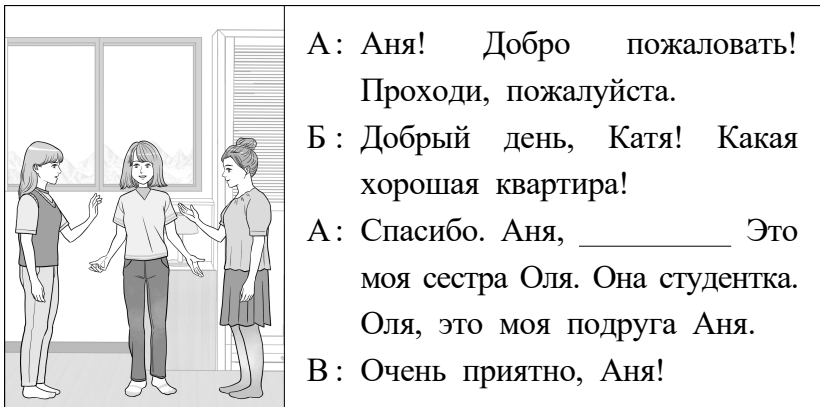 А: Аня! Добро пожаловать!
Проходи, пожалуйста.
Б: Добрый день, Катя! Какая
хорошая квартира!
А: Спасибо. Аня, __________ Это
моя сестра Оля. Она студентка.
Оля, это моя подруга Аня.
В: Очень приятно, Аня!